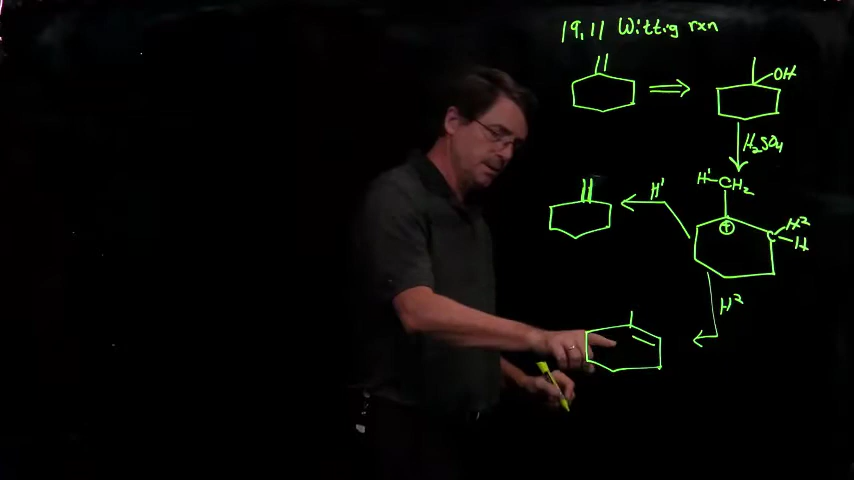 19,11 Wittig rxn
OH
H₂SO₄
H¹-CH₂
H¹
⊕
C
H²
H
H²